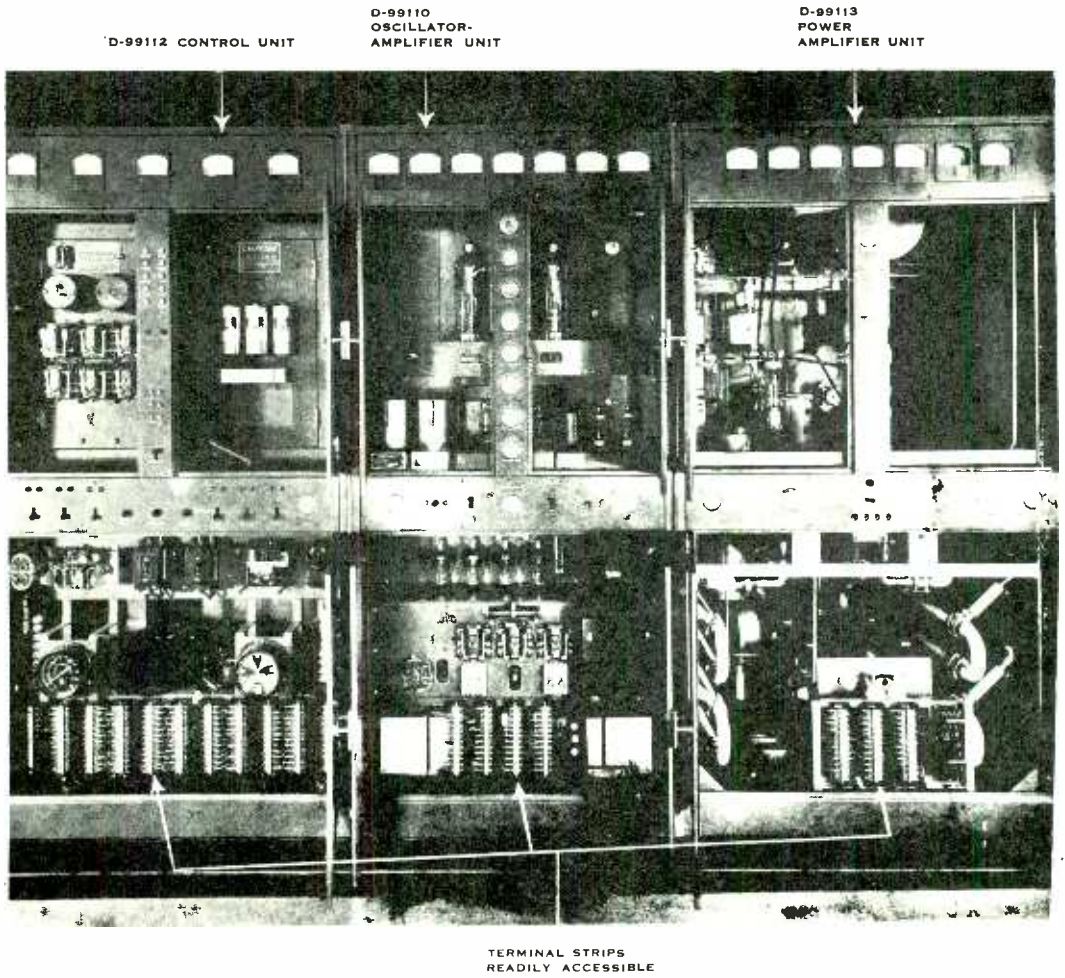 D-99112 CONTROL UNIT
D-99110
OSCILLATOR-
AMPLIFIER UNIT
D-99113
POWER
AMPLIFIER UNIT
TERMINAL STRIPS
READILY ACCESSIBLE